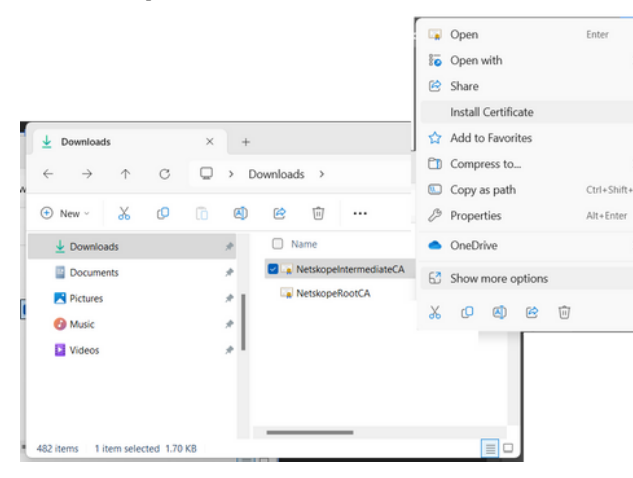 Downloads
Downloads
New
Name
Downloads
Documents
Pictures
Music
Videos
NetskopeIntermediateCA
NetskopeRootCA
482 items 1 item selected 1.70 KB
Open Enter
Open with
Share
Install Certificate
Add to Favorites
Compress to...
Copy as path Ctrl+Shift+
Properties Alt+Enter
OneDrive
Show more options